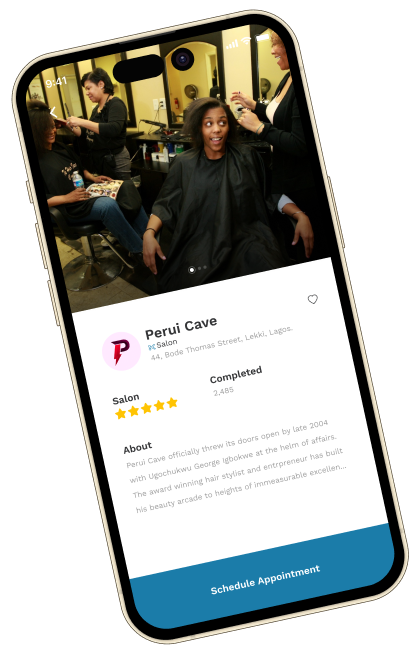 9:41
Perui Cave
Salon
44, Bode Thomas Street, Lekki, Lagos.
Salon
Completed
2,485
About
Perui Cave officially threw its doors open by late 2004
with Ugochukwu George Igbokwe at the helm of affairs.
The award winning hair stylist and entrpreneur has built
his beauty arcade to heights of immeasurable excellen...
Schedule Appointment